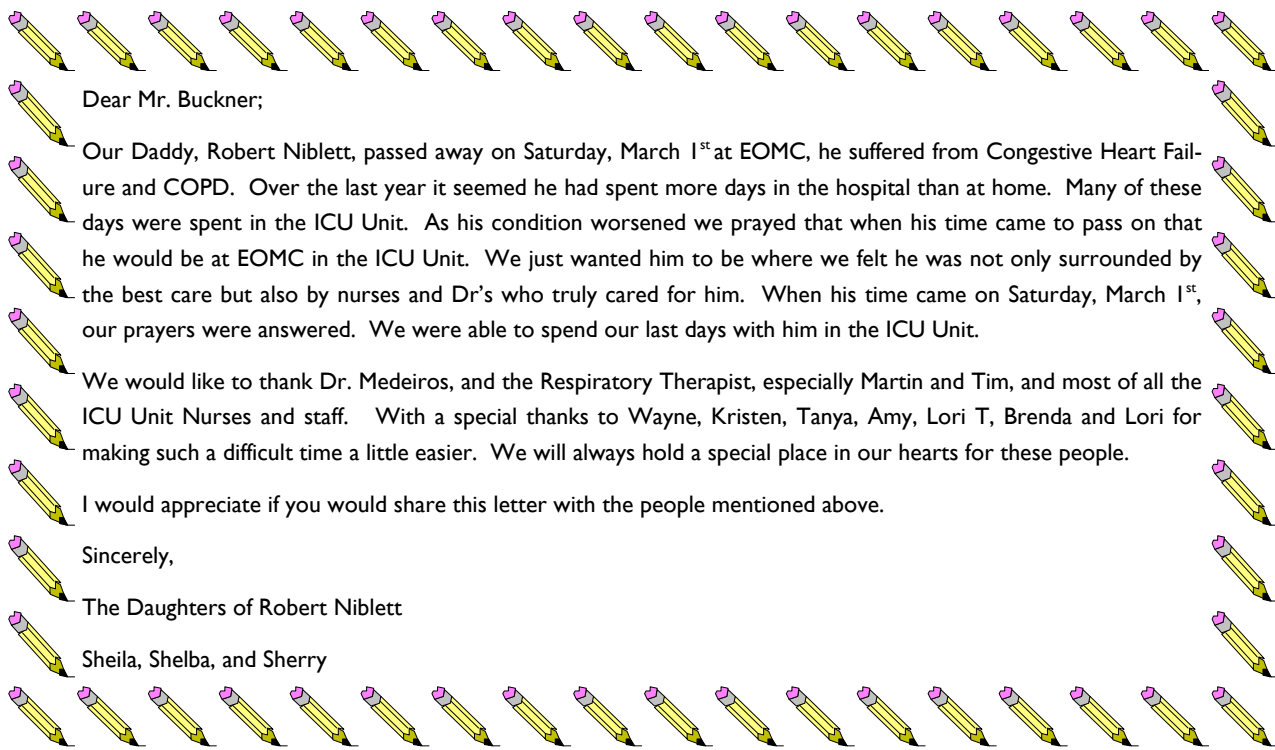 Dear Mr. Buckner;
Our Daddy, Robert Niblett, passed away on Saturday, March 1st at EOMC, he suffered from Congestive Heart Fail-
ure and COPD. Over the last year it seemed he had spent more days in the hospital than at home. Many of these
days were spent in the ICU Unit. As his condition worsened we prayed that when his time came to pass on that
he would be at EOMC in the ICU Unit. We just wanted him to be where we felt he was not only surrounded by
the best care but also by nurses and Dr's who truly cared for him. When his time came on Saturday, March 1st,
our prayers were answered. We were able to spend our last days with him in the ICU Unit.
We would like to thank Dr. Medeiros, and the Respiratory Therapist, especially Martin and Tim, and most of all the
ICU Unit Nurses and staff. With a special thanks to Wayne, Kristen, Tanya, Amy, Lori T, Brenda and Lori for
making such a difficult time a little easier. We will always hold a special place in our hearts for these people.
I would appreciate if you would share this letter with the people mentioned above.
Sincerely,
The Daughters of Robert Niblett
Sheila, Shelba, and Sherry